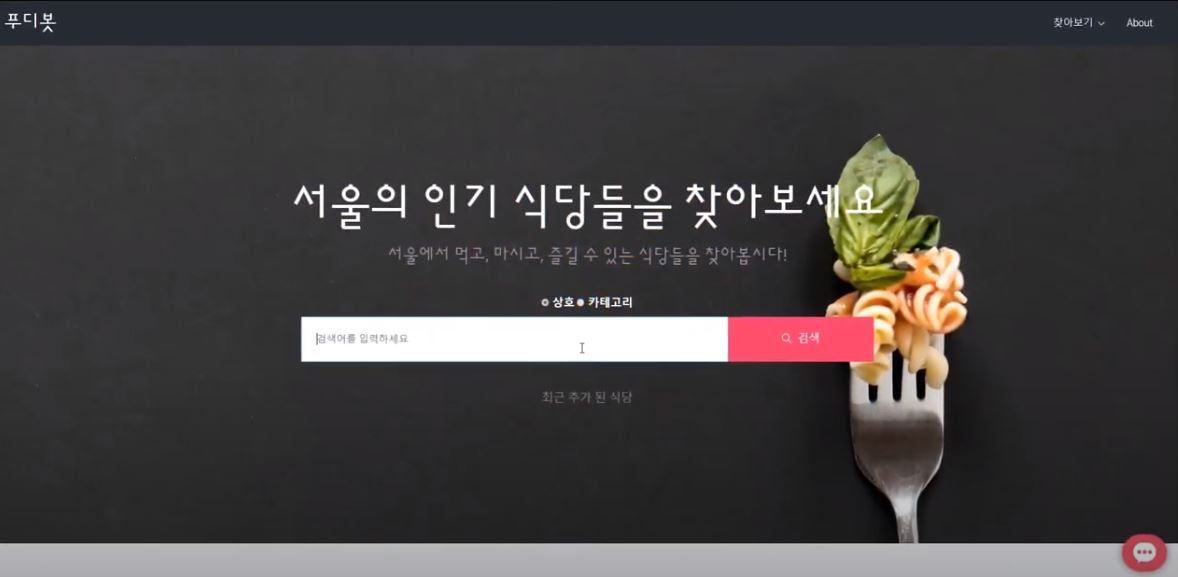 푸디봇
찾아보기
About
서울의 인기 식당들을 찾아보세요
서울에서 먹고, 마시고, 즐길 수 있는 식당들을 찾아봅시다!
상호 카테고리
검색어를 입력하세요
검색
최근 추가 된 식당